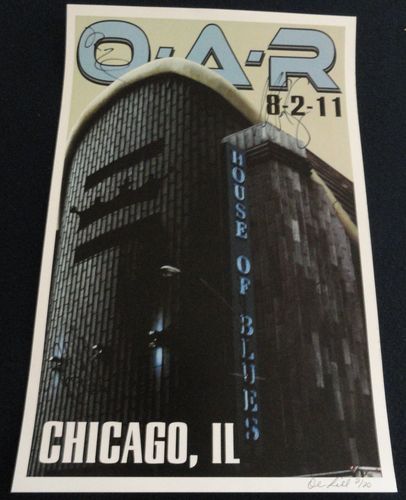 O·A·R
8-2-11
HOUSE OF BLUES
CHICAGO, IL